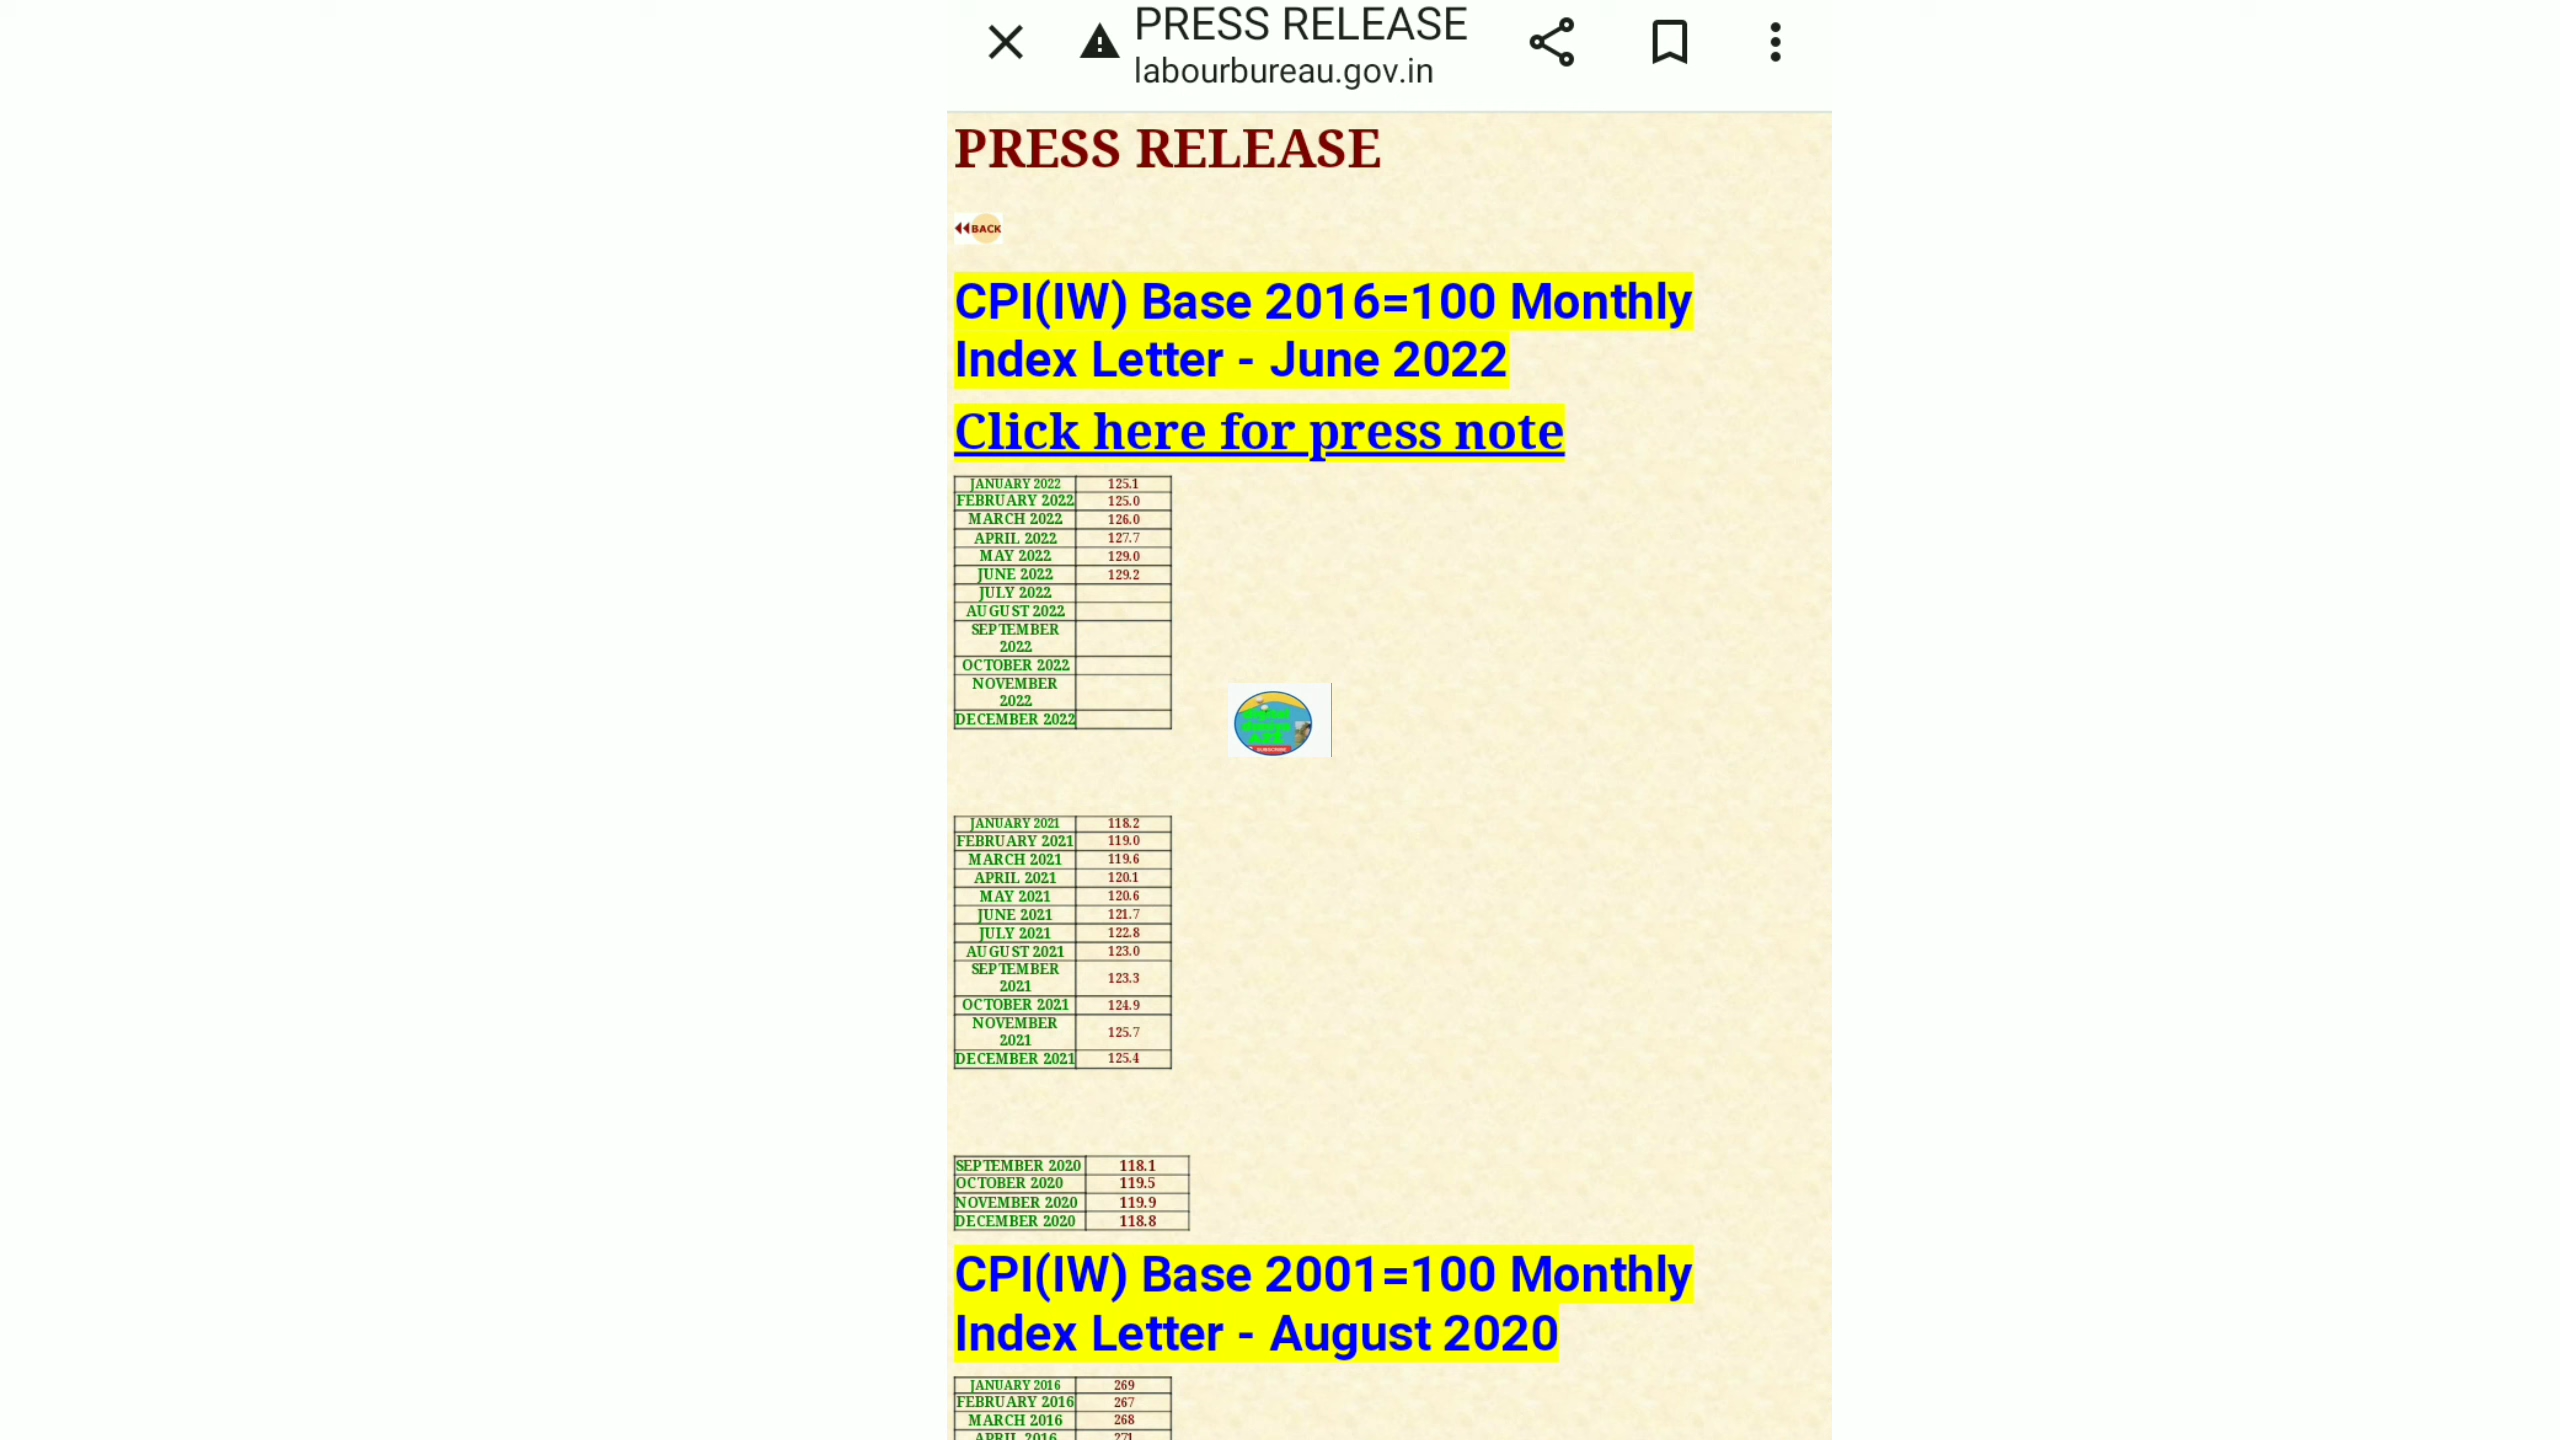 PRESS RELEASE
labourbureau.gov.in
PRESS RELEASE
BACK
CPI(IW) Base 2016=100 Monthly
Index Letter - June 2022
Click here for press note
JANUARY 2022 125.1
FEBRUARY 2022 125.0
MARCH 2022 126.0
APRIL 2022 127.7
MAY 2022 129.0
JUNE 2022 129.2
JULY 2022
AUGUST 2022
SEPTEMBER
2022
OCTOBER 2022
NOVEMBER
2022
DECEMBER 2022
SUBSCRIBE
JANUARY 2021 118.2
FEBRUARY 2021 119.0
MARCH 2021 119.6
APRIL 2021 120.1
MAY 2021 120.6
JUNE 2021 121.7
JULY 2021 122.8
AUGUST 2021 123.0
SEPTEMBER
2021 123.3
OCTOBER 2021 124.9
NOVEMBER
2021 125.7
DECEMBER 2021 125.4
SEPTEMBER 2020 118.1
OCTOBER 2020 119.5
NOVEMBER 2020 119.9
DECEMBER 2020 118.8
CPI(IW) Base 2001=100 Monthly
Index Letter - August 2020
JANUARY 2016 269
FEBRUARY 2016 267
MARCH 2016 268
APRIL 2016 271